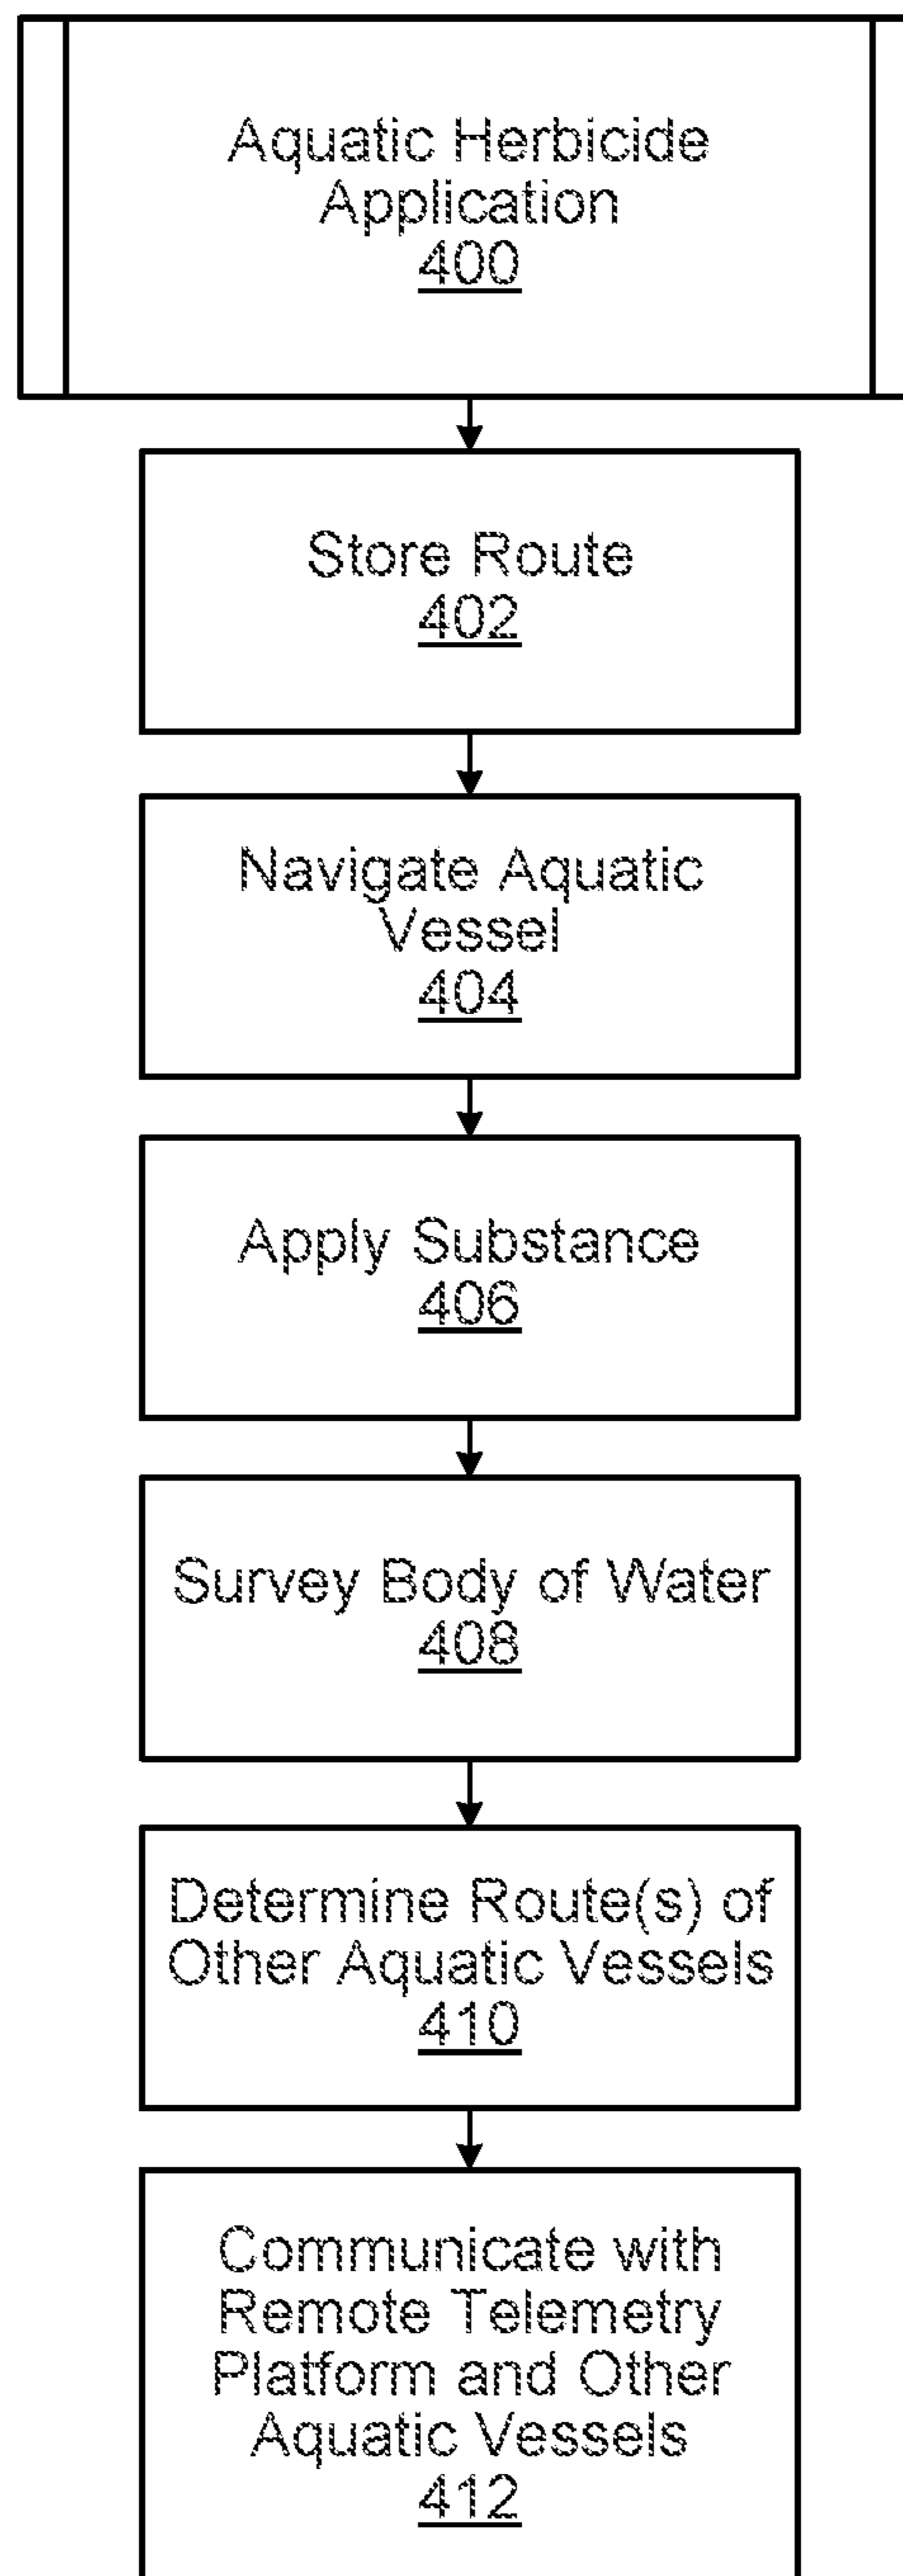 Aquatic Herbicide
Application
400
Store Route
402
Navigate Aquatic
Vessel
404
Apply Substance
406
Survey Body of Water
408
Determine Route(s) of
Other Aquatic Vessels
410
Communicate with
Remote Telemetry
Platform and Other
Aquatic Vessels
412